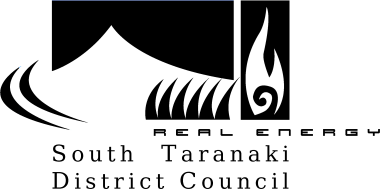 REAL ENERGY
South Taranaki
District Council